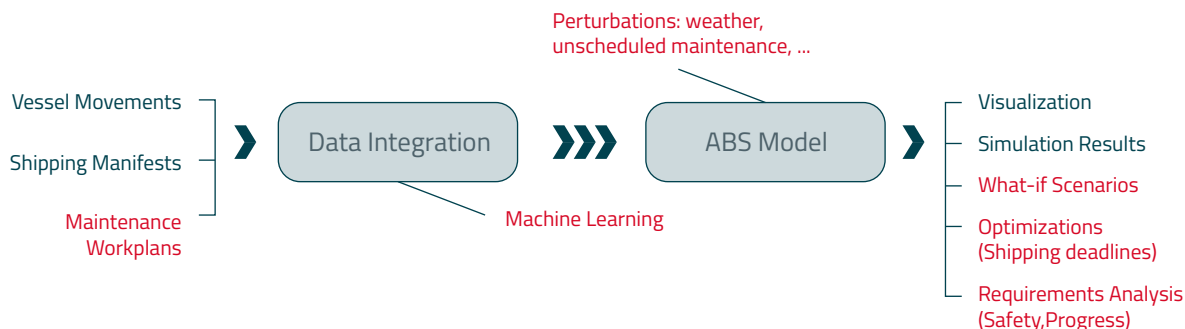 Perturbations: weather,
unscheduled maintenance, ...
Vessel Movements
Shipping Manifests
Maintenance
Workplans
Data Integration
Machine Learning
ABS Model
Visualization
Simulation Results
What-if Scenarios
Optimizations
(Shipping deadlines)
Requirements Analysis
(Safety,Progress)